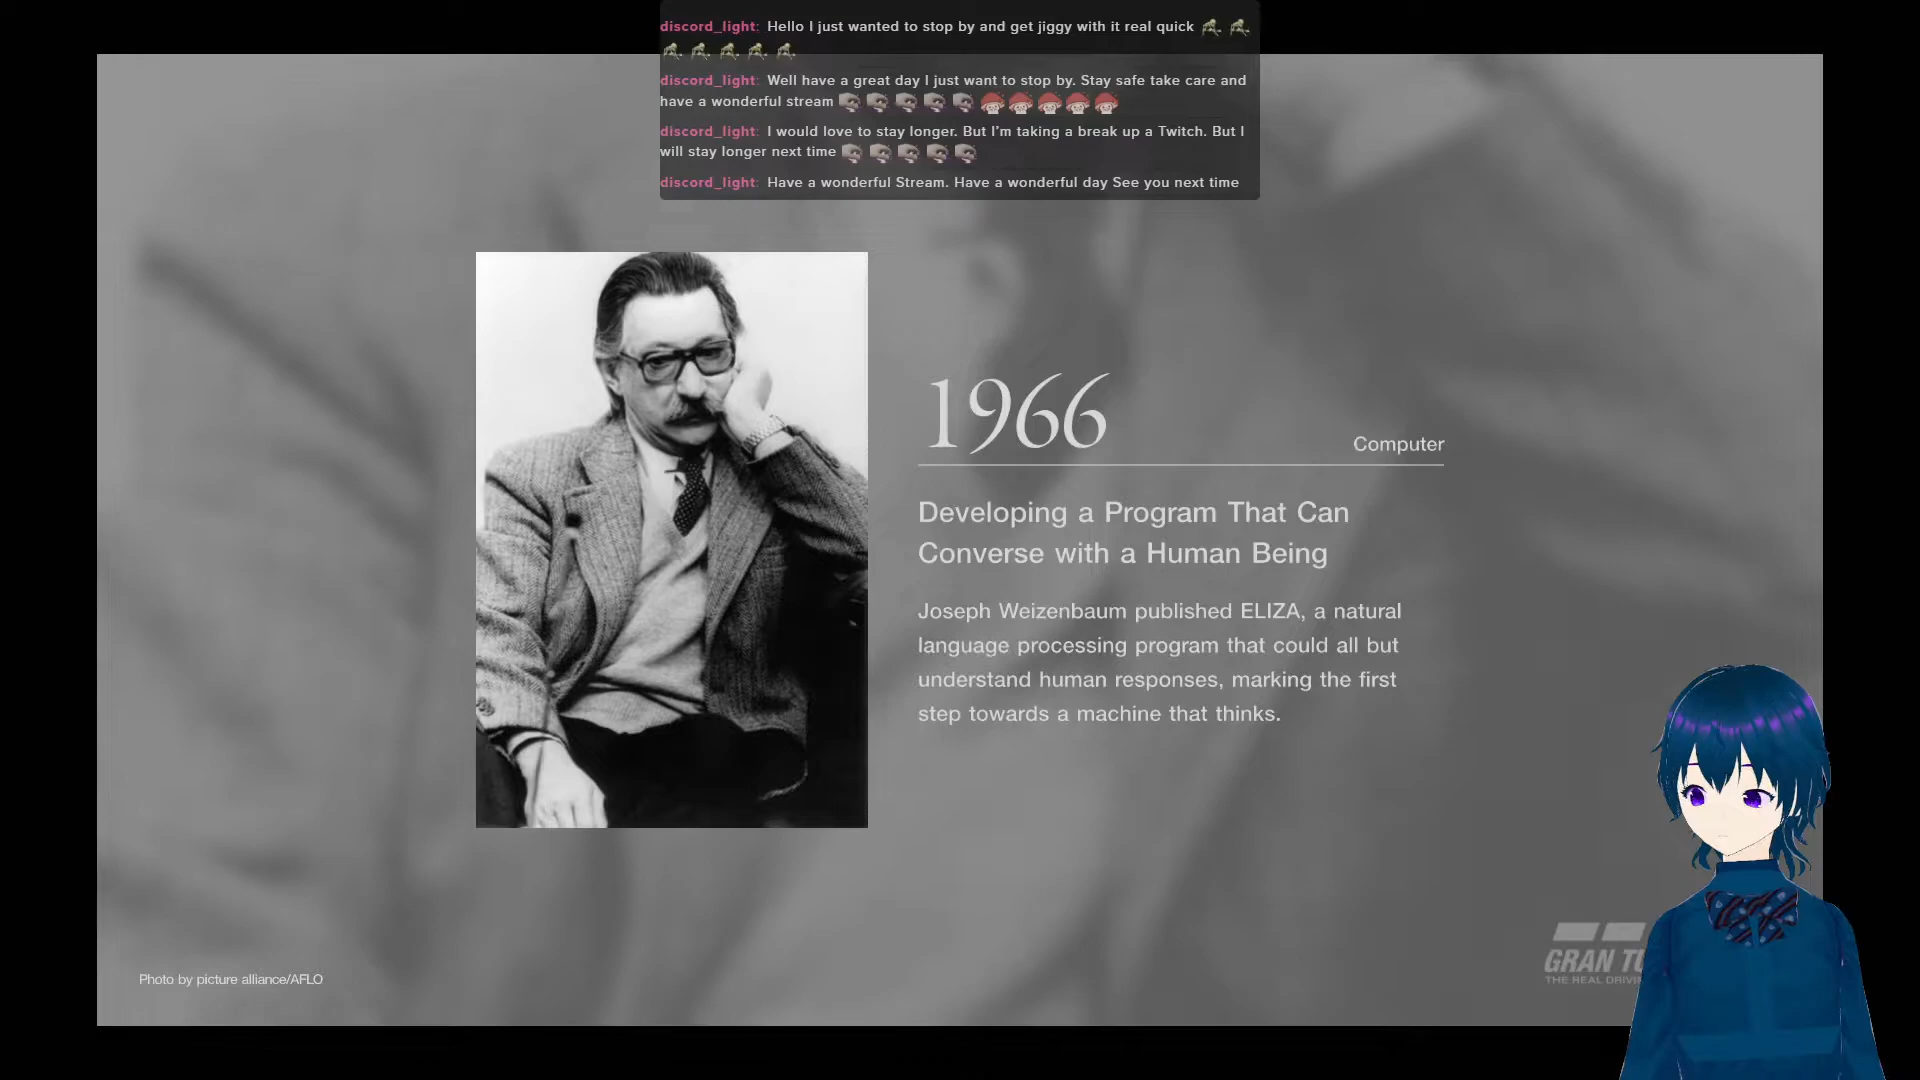 discord_light: Hello I just wanted to stop by and get jiggy with it real quick
discord_light: Well have a great day I just want to stop by. Stay safe take care and
have a wonderful stream
discord_light: I would love to stay longer. But I'm taking a break up a Twitch. But I
will stay longer next time
discord_light: Have a wonderful Stream. Have a wonderful day See you next time
1966
Computer
Developing a Program That Can
Converse with a Human Being
Joseph Weizenbaum published ELIZA, a natural
language processing program that could all but
understand human responses, marking the first
step towards a machine that thinks.
Photo by picture alliance/AFLO
GRAN
THE REAL